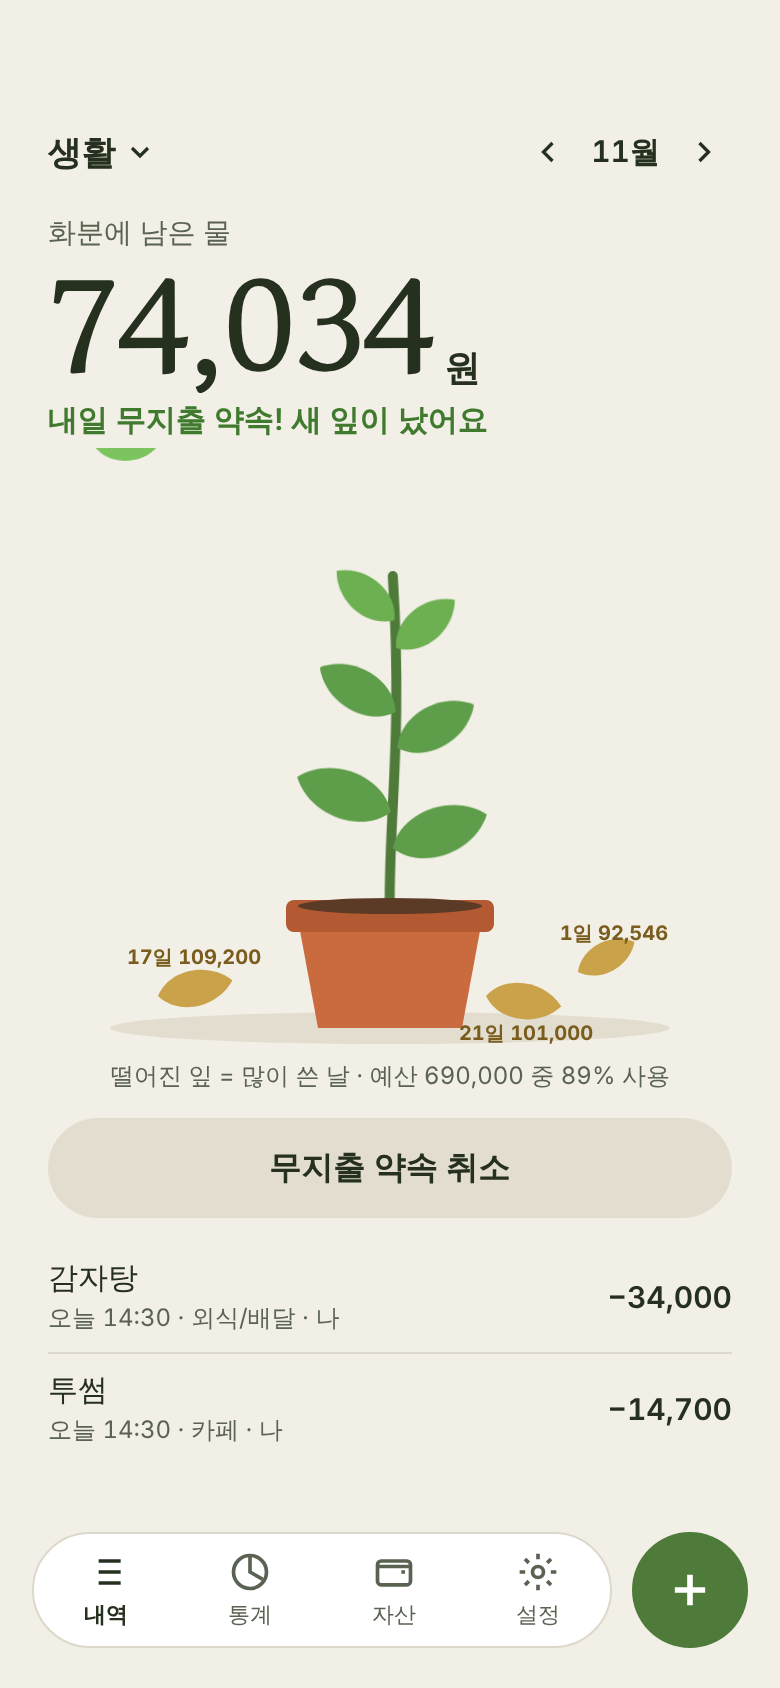 생활
11월
화분에 남은 물
74,034 원
내일 무지출 약속! 새 잎이 났어요
1일 92,546
17일 109,200
21일 101,000
떨어진 잎 = 많이 쓴 날 · 예산 690,000 중 89% 사용
무지출 약속 취소
감자탕
오늘 14:30 · 외식/배달 · 나
−34,000
투썸
오늘 14:30 · 카페 · 나
−14,700
내역 통계 자산 설정